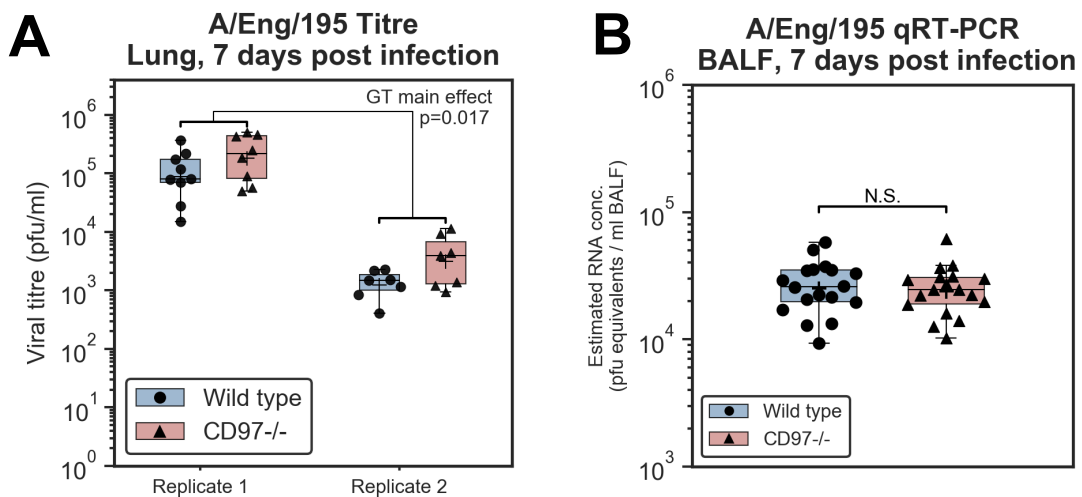 A
A/Eng/195 Titre
Lung, 7 days post infection
Viral titre (pfu/ml)
10^6
10^5
10^4
10^3
10^2
10^1
10^0
GT main effect
p=0.017
Wild type
CD97-/-
Replicate 1
Replicate 2
B
A/Eng/195 qRT-PCR
BALF, 7 days post infection
Estimated RNA conc.
(pfu equivalents / ml BALF)
10^6
10^5
10^4
10^3
N.S.
Wild type
CD97-/-